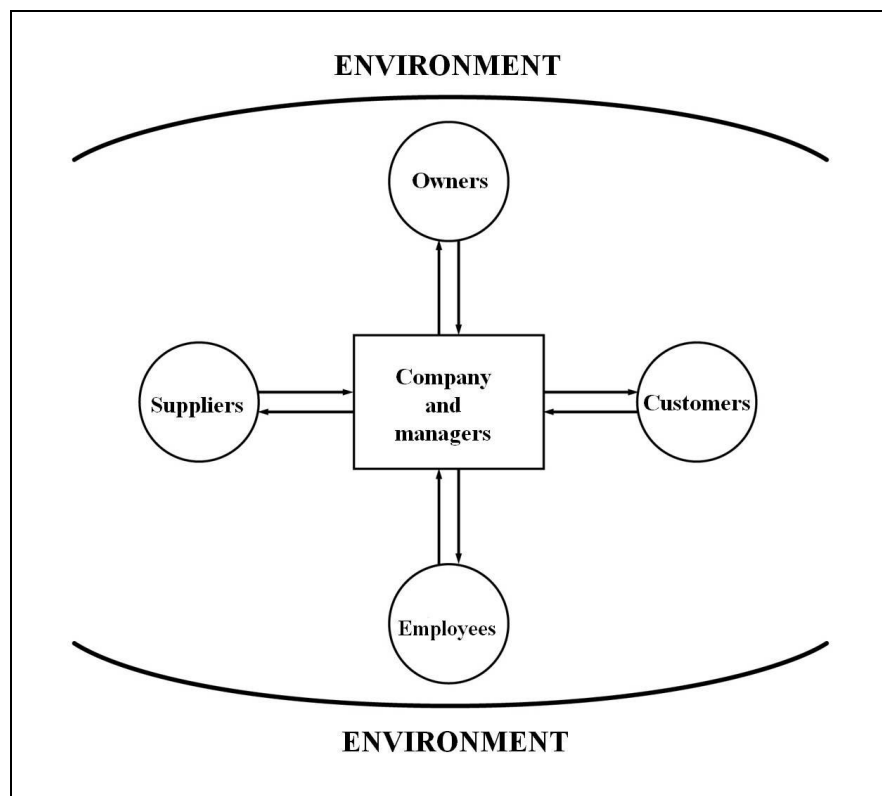 ENVIRONMENT
Owners
Suppliers
Company
and
managers
Customers
Employees
ENVIRONMENT